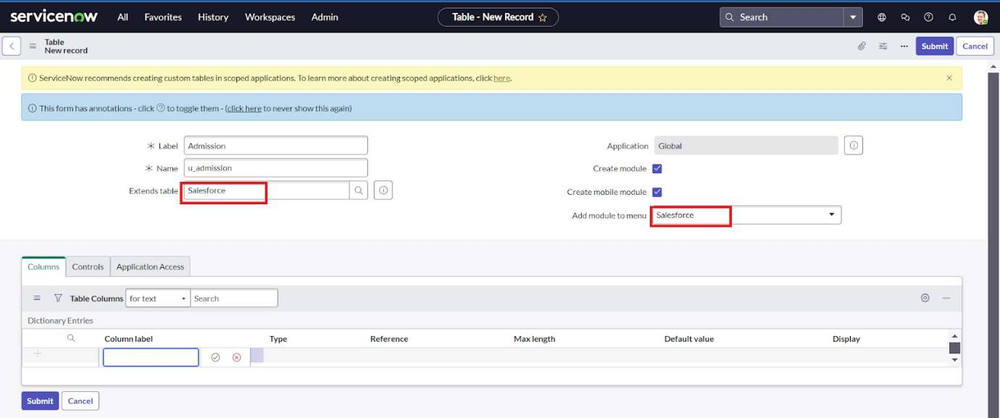 servicenow All Favorites History Workspaces Admin Table - New Record Search
Table
New record
Submit Cancel
ServiceNow recommends creating custom tables in scoped applications. To learn more about creating scoped applications, click here.
This form has annotations - click ? to toggle them - (click here to never show this again)
Label Admission
Application Global
Name u_admission
Create module
Extends table Salesforce
Create mobile module
Add module to menu Salesforce
Columns Controls Application Access
Table Columns for text Search
Dictionary Entries
Column label Type Reference Max length Default value Display
Submit Cancel